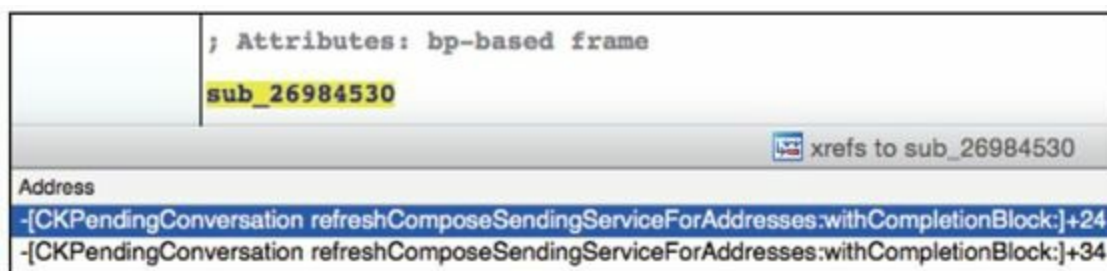 ; Attributes: bp-based frame
sub_26984530
xrefs to sub_26984530
Address
-[CKPendingConversation refreshComposeSendingServiceForAddresses:withCompletionBlock:]+24
-[CKPendingConversation refreshComposeSendingServiceForAddresses:withCompletionBlock:]+34